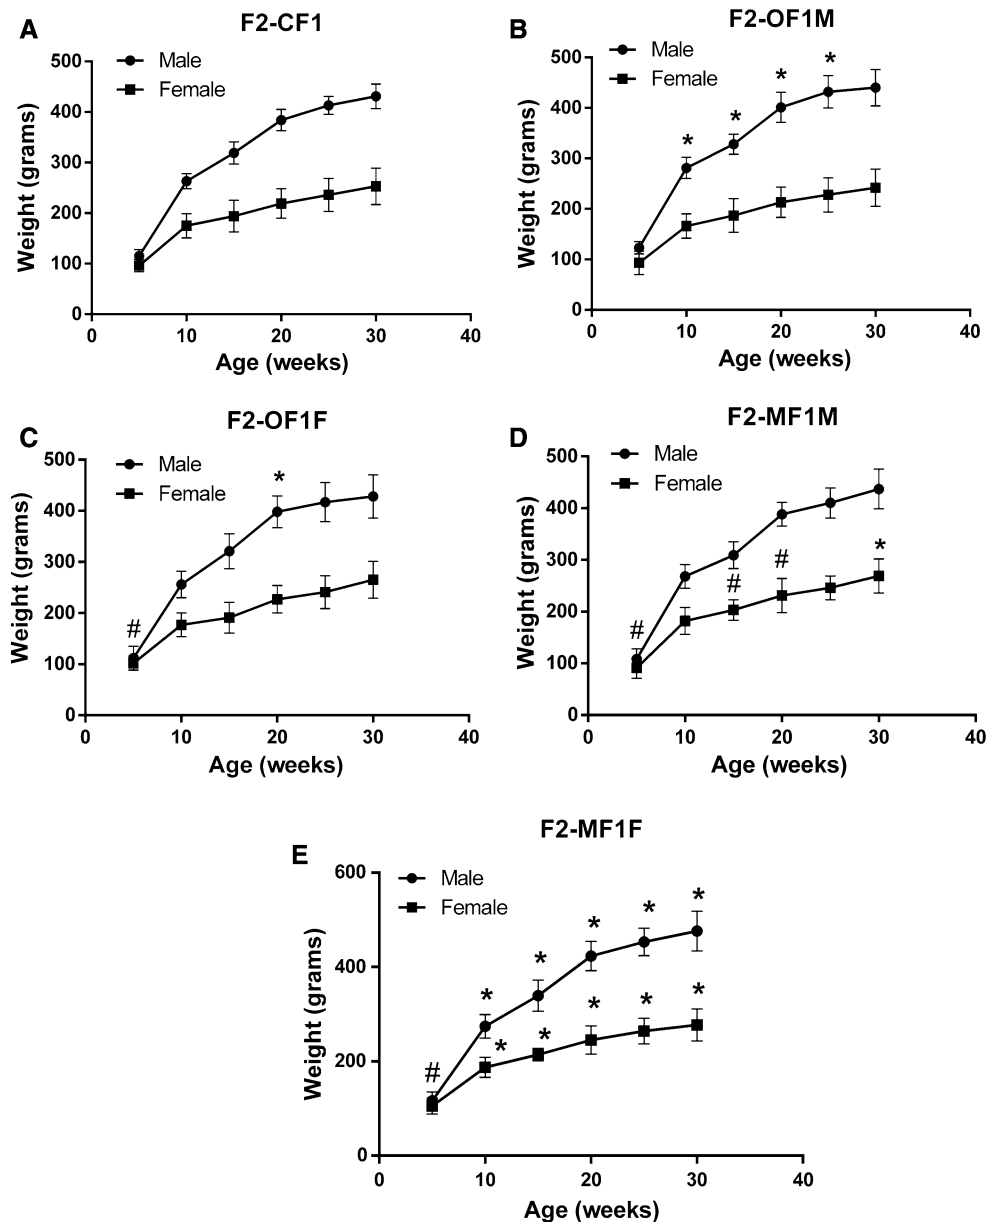 A
F2-CF1
Male
Female
500
400
300
200
100
0
Weight (grams)
0 10 20 30 40
Age (weeks)
B
F2-OF1M
Male
Female
* * * *
500
400
300
200
100
0
Weight (grams)
0 10 20 30 40
Age (weeks)
C
F2-OF1F
Male
Female
*
#
500
400
300
200
100
0
Weight (grams)
0 10 20 30 40
Age (weeks)
D
F2-MF1M
Male
Female
# # # *
500
400
300
200
100
0
Weight (grams)
0 10 20 30 40
Age (weeks)
E
F2-MF1F
Male
Female
* * * * *
# * * * * *
600
400
200
0
Weight (grams)
0 10 20 30 40
Age (weeks)